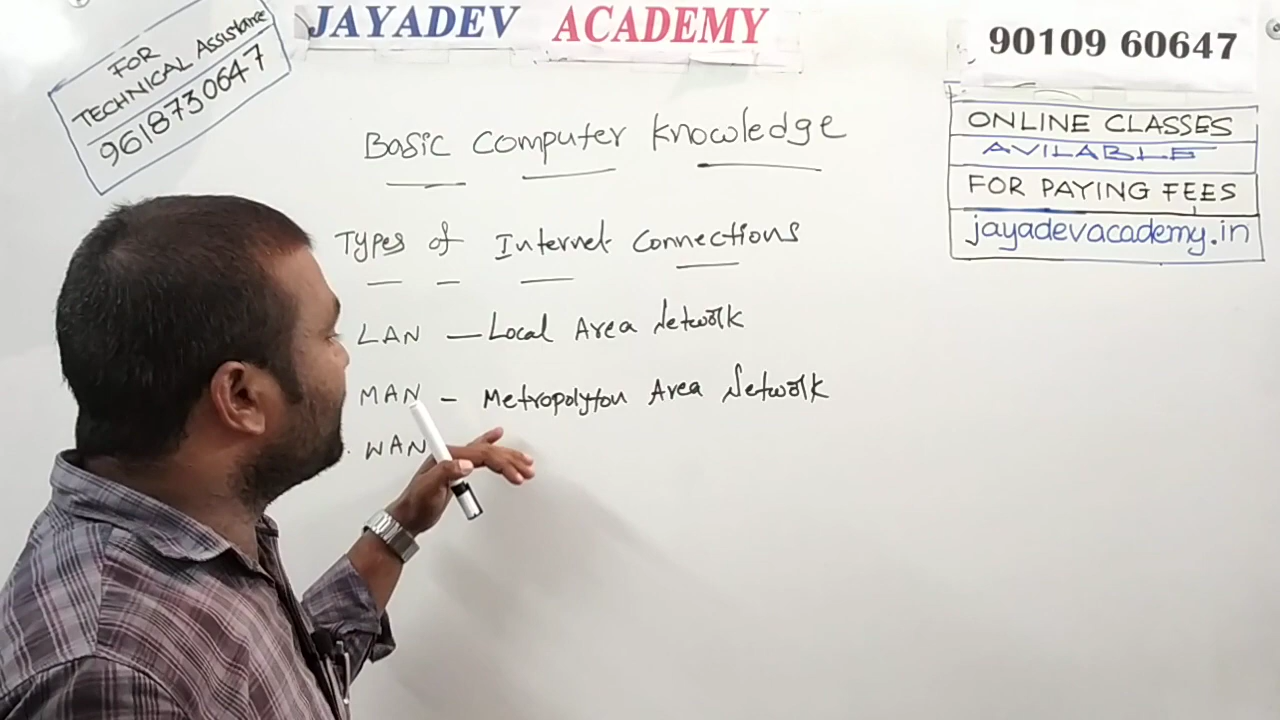 FOR
TECHNICAL Assistance
9618730647
JAYADEV ACADEMY
90109 60647
ONLINE CLASSES
AVILABLE
FOR PAYING FEES
jayadevacademy.in
Basic Computer Knowledge
Types of Internet Connections
LAN — Local Area Network
MAN - Metropolyton Area Network
WAN